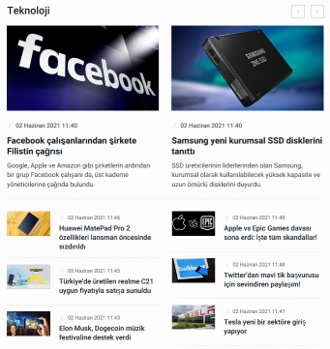 Teknoloji
facebook
SAMSUNG
02 Haziran 2021 11:40
Facebook çalışanlarından şirkete
Filistin çağrısı
Google, Apple ve Amazon gibi şirketlerin ardından
bir grup Facebook çalışanı da, üst kademe
yöneticilerine çağrıda bulundu.
02 Haziran 2021 11:40
Samsung yeni kurumsal SSD disklerini
tanıttı
SSD üreticilerinin liderlerinden olan Samsung,
kurumsal olarak kullanılabilecek yüksek kapasite ve
uzun ömürlü disklerini duyurdu.
02 Haziran 2021 11:46
Huawei MatePad Pro 2
özellikleri lansman öncesinde
sızdırıldı
02 Haziran 2021 11:45
Türkiye'de üretilen realme C21
uygun fiyatıyla satışa sunuldu
02 Haziran 2021 11:43
Elon Musk, Dogecoin müzik
festivaline destek verdi
EPIC
02 Haziran 2021 11:49
Apple vs Epic Games davası
sona erdi: İşte tüm skandallar!
twitter
02 Haziran 2021 11:48
Twitter'dan mavi tik başvurusu
için sevindiren paylaşım!
02 Haziran 2021 11:47
Tesla yeni bir sektöre giriş
yapıyor